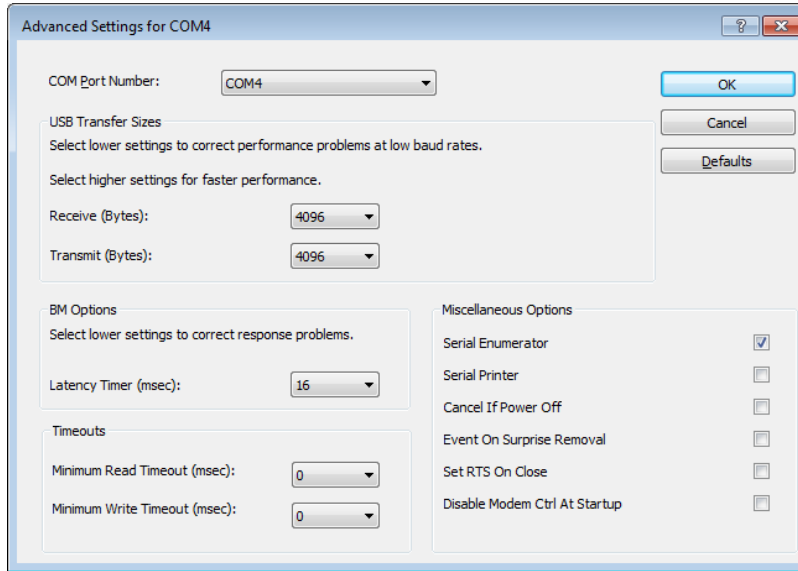 Advanced Settings for COM4
COM Port Number: COM4
OK
USB Transfer Sizes
Cancel
Select lower settings to correct performance problems at low baud rates.
Defaults
Select higher settings for faster performance.
Receive (Bytes): 4096
Transmit (Bytes): 4096
BM Options
Select lower settings to correct response problems.
Latency Timer (msec): 16
Timeouts
Minimum Read Timeout (msec): 0
Minimum Write Timeout (msec): 0
Miscellaneous Options
Serial Enumerator
Serial Printer
Cancel If Power Off
Event On Surprise Removal
Set RTS On Close
Disable Modem Ctrl At Startup